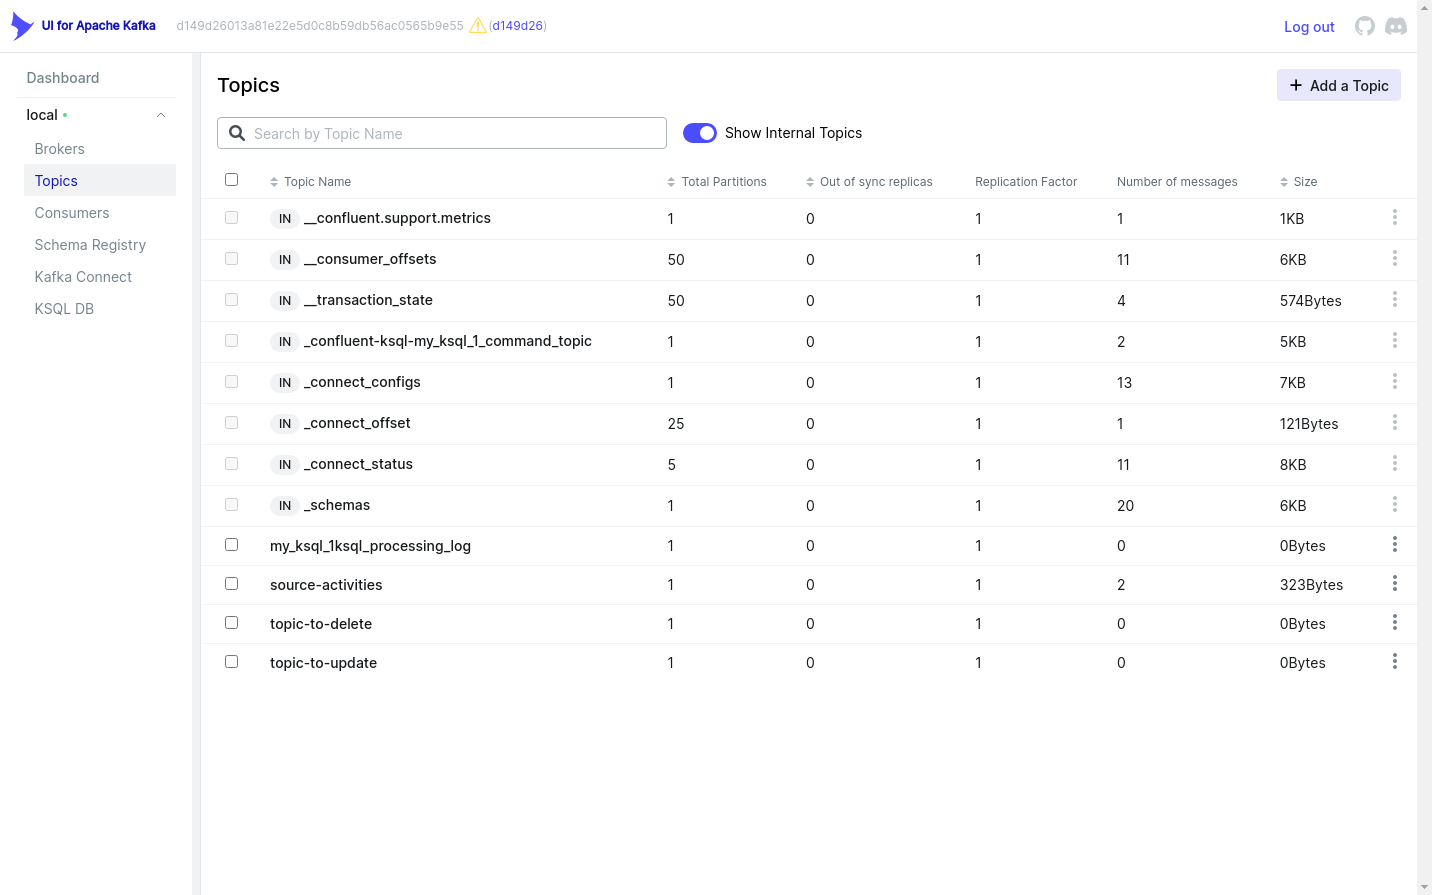 UI for Apache Kafka d149d26013a81e22e5d0c8b59db56ac0565b9e55 (d149d26) Log out
Dashboard
local
Brokers
Topics
Consumers
Schema Registry
Kafka Connect
KSQL DB
Topics
Add a Topic
Search by Topic Name Show Internal Topics
Topic Name Total Partitions Out of sync replicas Replication Factor Number of messages Size
IN __confluent.support.metrics 1 0 1 1 1KB
IN __consumer_offsets 50 0 1 11 6KB
IN __transaction_state 50 0 1 4 574Bytes
IN _confluent-ksql-my_ksql_1_command_topic 1 0 1 2 5KB
IN _connect_configs 1 0 1 13 7KB
IN _connect_offset 25 0 1 1 121Bytes
IN _connect_status 5 0 1 11 8KB
IN _schemas 1 0 1 20 6KB
my_ksql_1ksql_processing_log 1 0 1 0 0Bytes
source-activities 1 0 1 2 323Bytes
topic-to-delete 1 0 1 0 0Bytes
topic-to-update 1 0 1 0 0Bytes